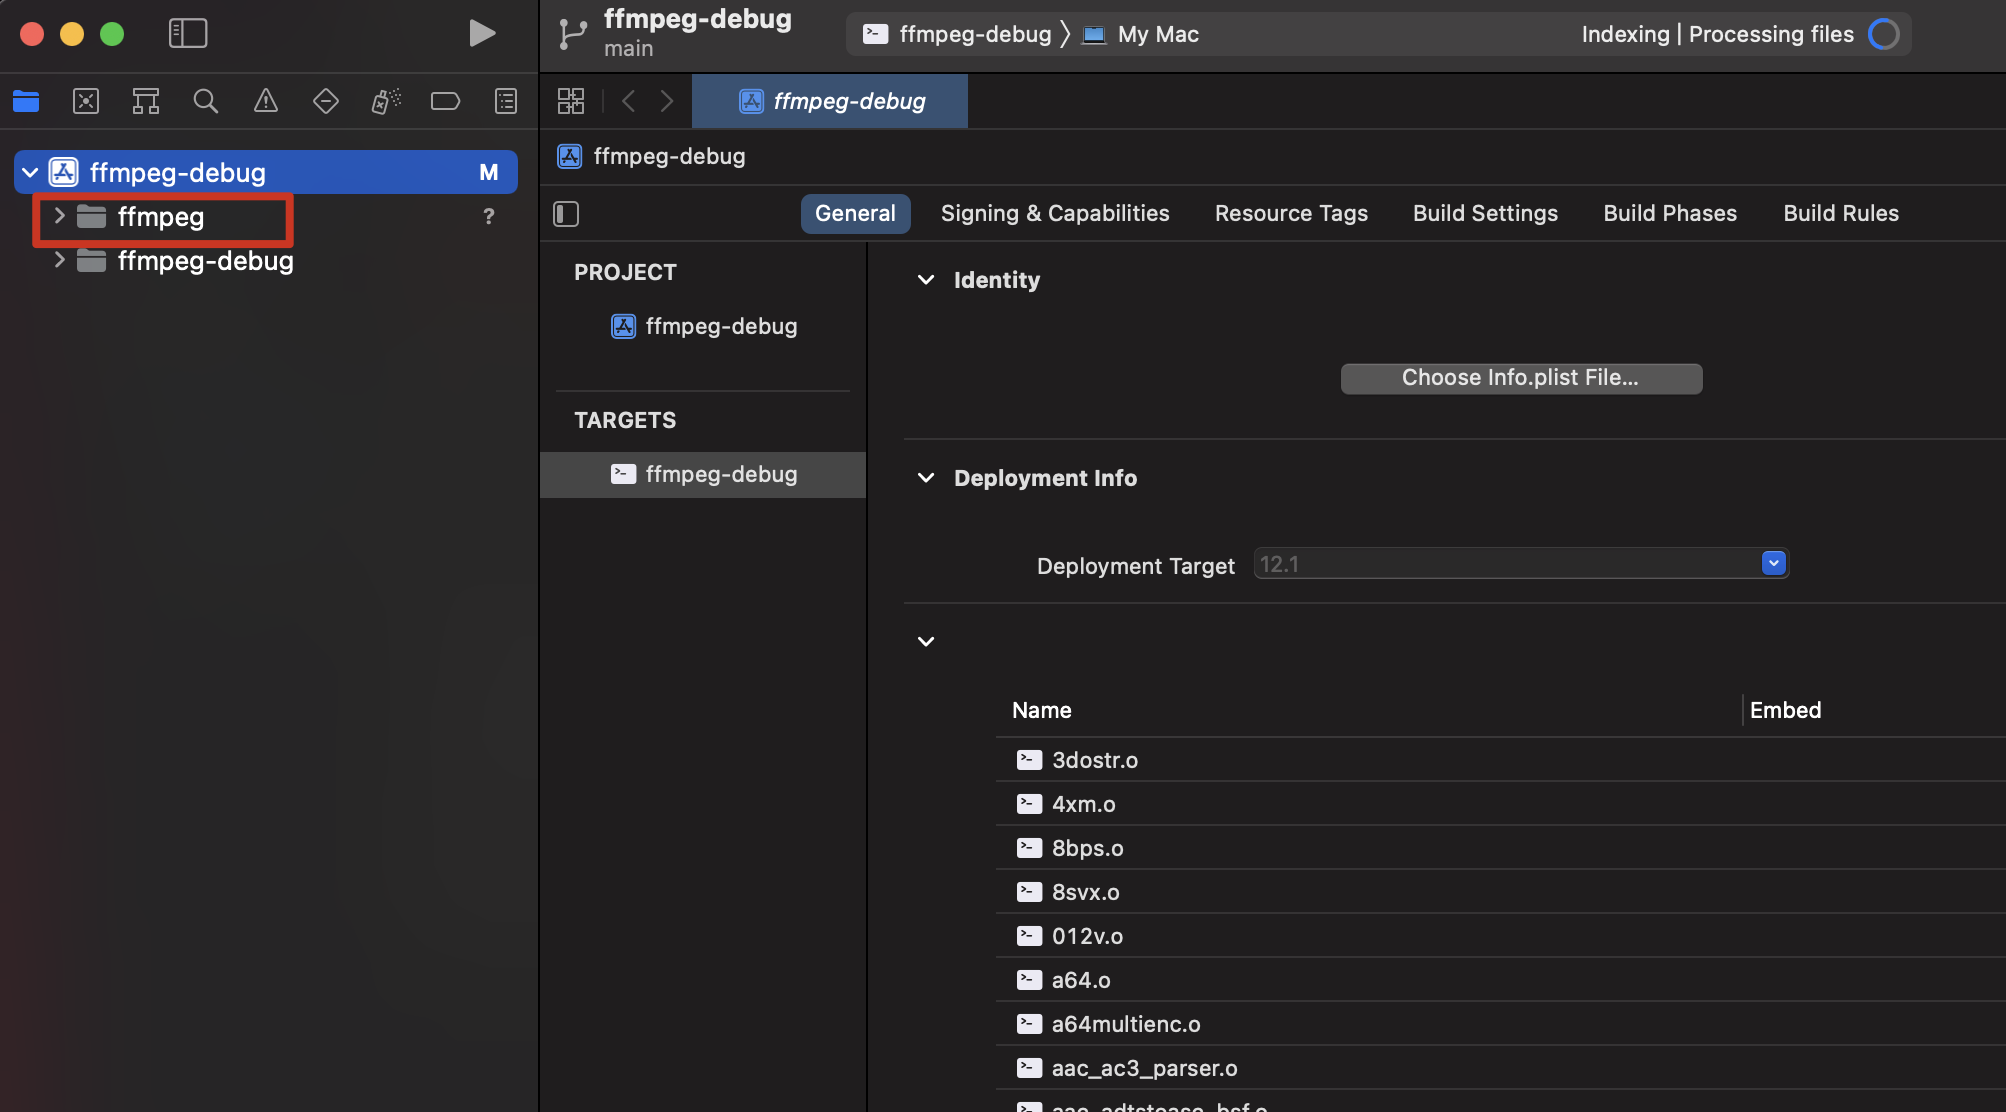 ffmpeg-debug
main
ffmpeg-debug
My Mac
Indexing | Processing files
ffmpeg-debug
ffmpeg-debug
M
ffmpeg
?
ffmpeg-debug
ffmpeg-debug
General
Signing & Capabilities
Resource Tags
Build Settings
Build Phases
Build Rules
PROJECT
ffmpeg-debug
TARGETS
ffmpeg-debug
Identity
Choose Info.plist File...
Deployment Info
Deployment Target
12.1
Name
Embed
3dostr.o
4xm.o
8bps.o
8svx.o
012v.o
a64.o
a64multienc.o
aac_ac3_parser.o
aac_adtstoasc_bsf.o